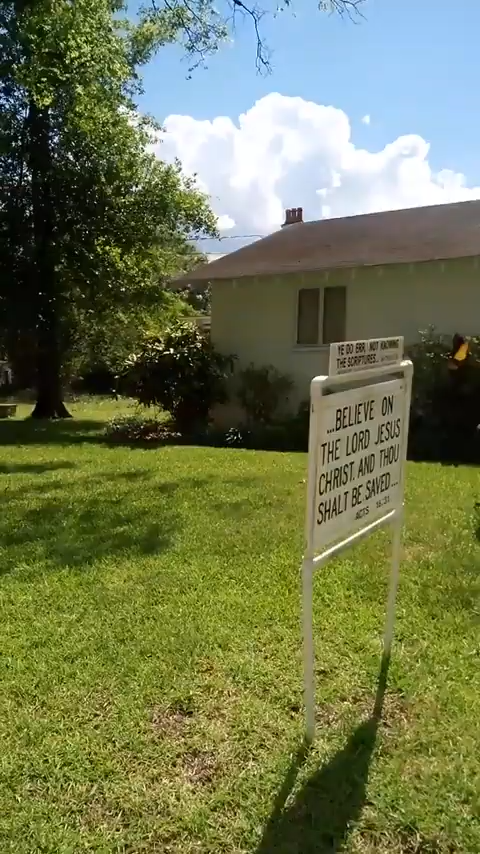 YE DO ERR, NOT KNOWING
THE SCRIPTURES...
...BELIEVE ON
THE LORD JESUS
CHRIST, AND THOU
SHALT BE SAVED...
ACTS 16:31